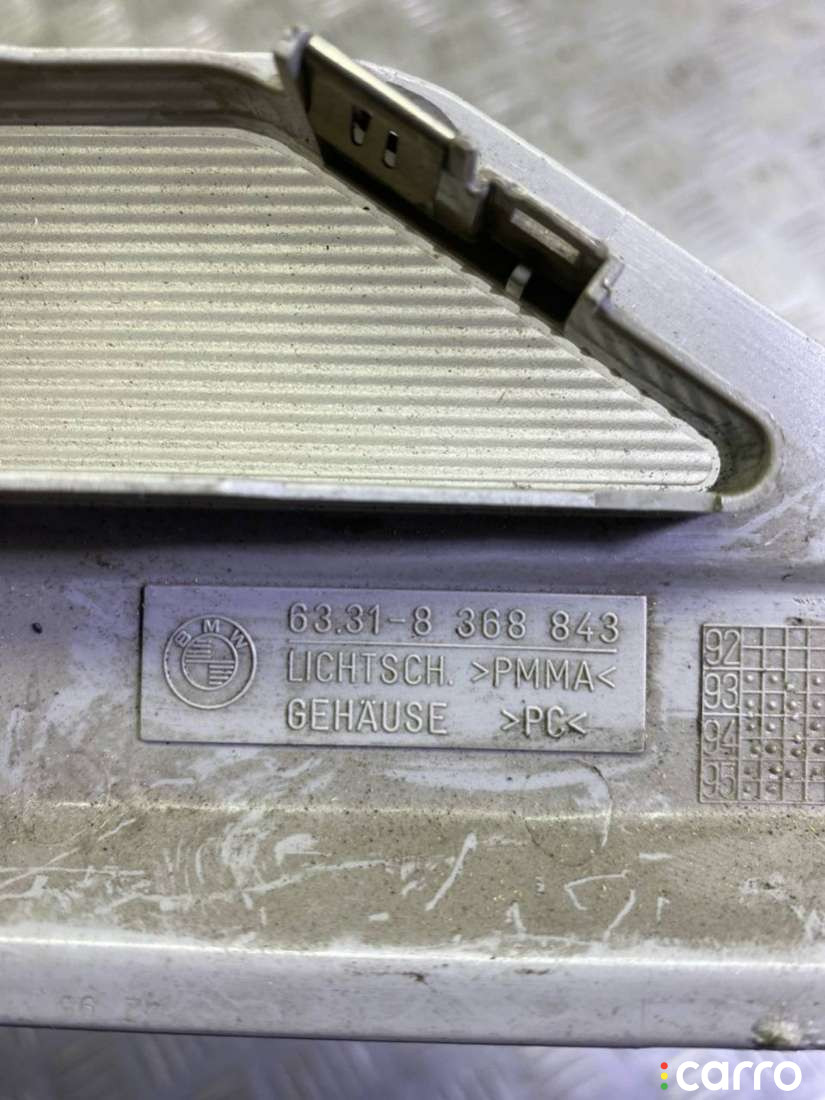 BMW
63.31-8 368 843
LICHTSCH. >PMMA<
GEHÄUSE >PC<
92
93
94
95
carro